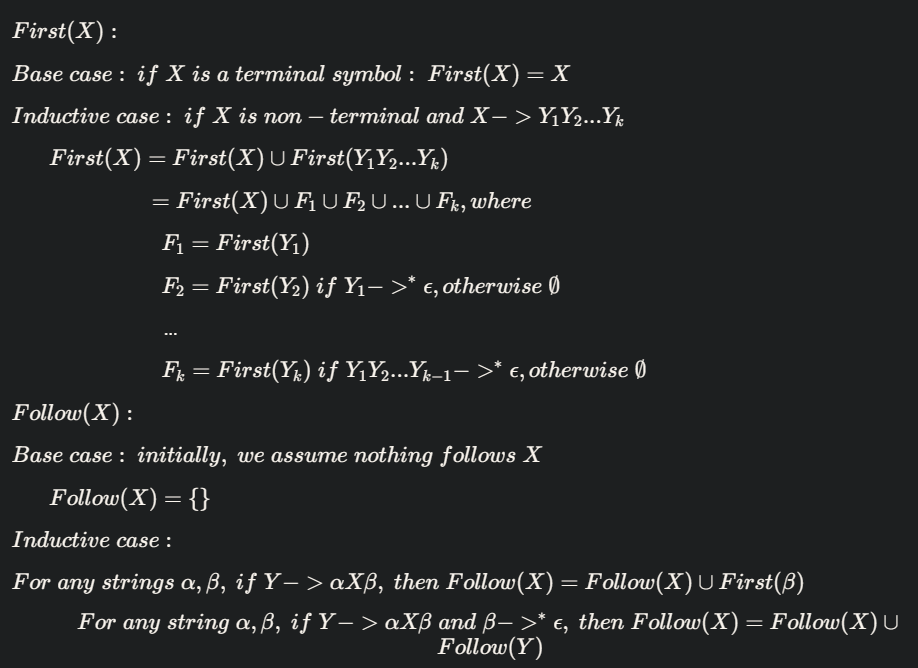 First(X) :
Base case : if X is a terminal symbol : First(X) = X
Inductive case : if X is non − terminal and X− > Y₁Y₂...Yₖ
First(X) = First(X) ∪ First(Y₁Y₂...Yₖ)
= First(X) ∪ F₁ ∪ F₂ ∪ ... ∪ Fₖ, where
F₁ = First(Y₁)
F₂ = First(Y₂) if Y₁− >* ϵ, otherwise ∅
...
Fₖ = First(Yₖ) if Y₁Y₂...Yₖ₋₁− >* ϵ, otherwise ∅
Follow(X) :
Base case : initially, we assume nothing follows X
Follow(X) = {}
Inductive case :
For any strings α, β, if Y− > αXβ, then Follow(X) = Follow(X) ∪ First(β)
For any string α, β, if Y− > αXβ and β− >* ϵ, then Follow(X) = Follow(X) ∪
Follow(Y)